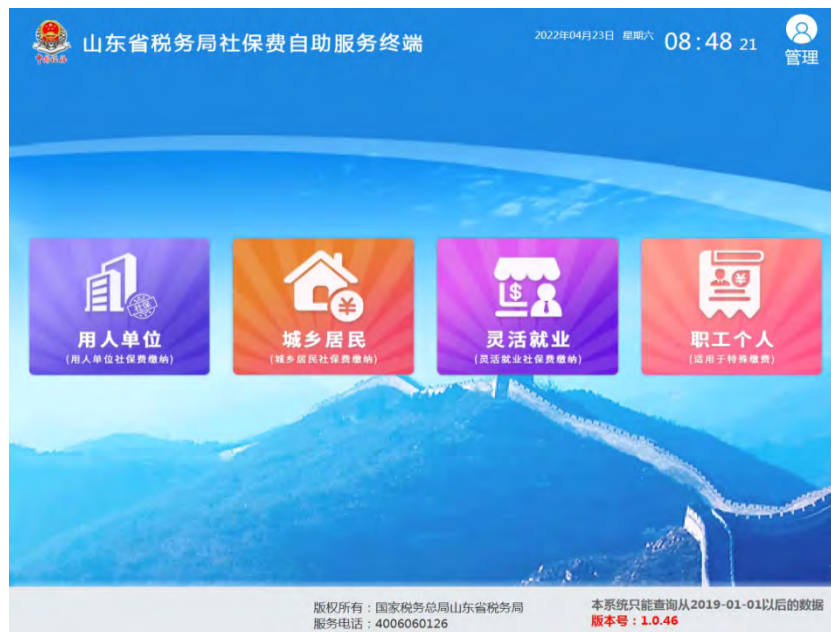 山东省税务局社保费自助服务终端
2022年04月23日 星期六 08:48 21
管理
中国税务
社保
用人单位
(用人单位社保费缴纳)
城乡居民
(城乡居民社保费缴纳)
灵活就业
(灵活就业社保费缴纳)
职工个人
(适用于特殊缴费)
版权所有：国家税务总局山东省税务局
服务电话：4006060126
本系统只能查询从2019-01-01以后的数据
版本号：1.0.46